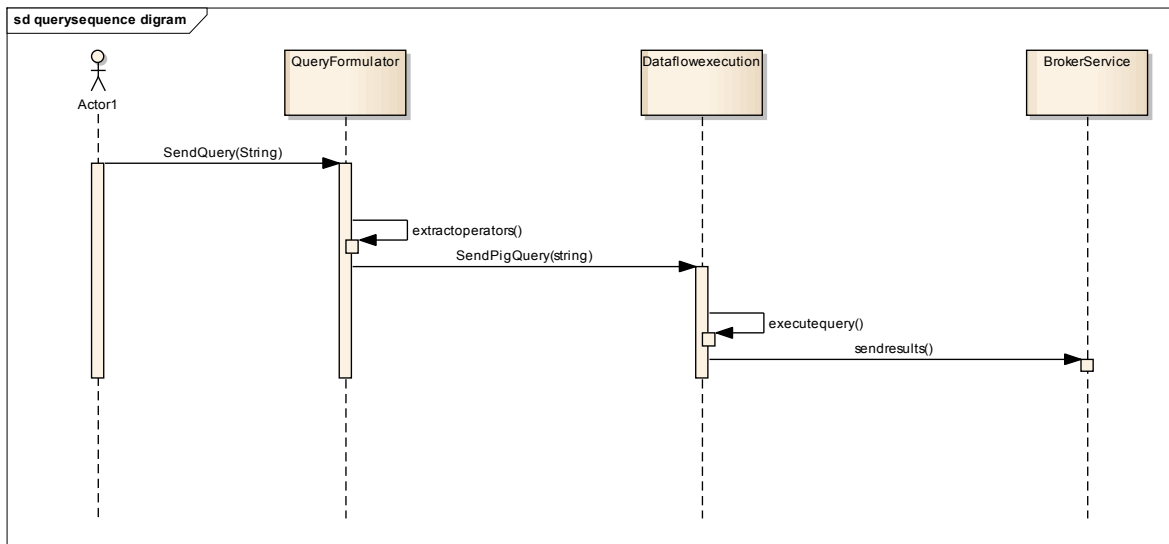 sd querysequence digram
Actor1
QueryFormulator
Dataflowexecution
BrokerService
SendQuery(String)
extractoperators()
SendPigQuery(string)
executequery()
sendresults()